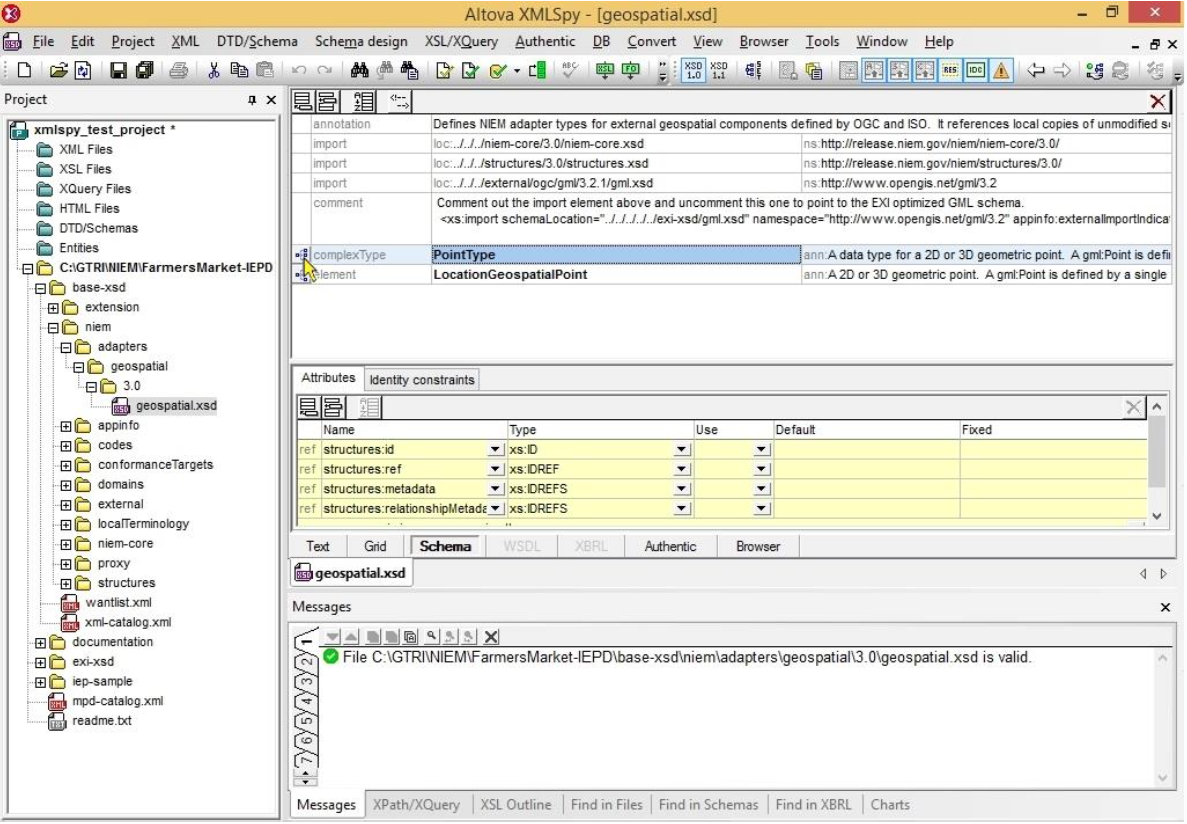 Altova XMLSpy - [geospatial.xsd]
File Edit Project XML DTD/Schema Schema design XSL/XQuery Authentic DB Convert View Browser Tools Window Help
XSD 1.0 XSD 1.1 RES IDC
Project
xmlspy_test_project *
XML Files
XSL Files
XQuery Files
HTML Files
DTD/Schemas
Entities
C:\GTRI\NIEM\FarmersMarket-IEPD
base-xsd
extension
niem
adapters
geospatial
3.0
geospatial.xsd
appinfo
codes
conformanceTargets
domains
external
localTerminology
niem-core
proxy
structures
wantlist.xml
xml-catalog.xml
documentation
exi-xsd
iep-sample
mpd-catalog.xml
readme.txt
annotation Defines NIEM adapter types for external geospatial components defined by OGC and ISO. It references local copies of unmodified
import loc:../../../niem-core/3.0/niem-core.xsd ns:http://release.niem.gov/niem/niem-core/3.0/
import loc:../../../structures/3.0/structures.xsd ns:http://release.niem.gov/niem/structures/3.0/
import loc:../../../external/ogc/gml/3.2.1/gml.xsd ns:http://www.opengis.net/gml/3.2
comment Comment out the import element above and uncomment this one to point to the EXI optimized GML schema.
<xs:import schemaLocation="../../../../../exi-xsd/gml.xsd" namespace="http://www.opengis.net/gml/3.2" appinfo:externalImportIndica
complexType PointType ann:A data type for a 2D or 3D geometric point. A gml:Point is defi
element LocationGeospatialPoint ann:A 2D or 3D geometric point. A gml:Point is defined by a single
Attributes Identity constraints
Name Type Use Default Fixed
ref structures:id xs:ID
ref structures:ref xs:IDREF
ref structures:metadata xs:IDREFS
ref structures:relationshipMetada xs:IDREFS
Text Grid Schema WSDL XBRL Authentic Browser
geospatial.xsd
Messages
1 2 3 4 5 6 7
File C:\GTRI\NIEM\FarmersMarket-IEPD\base-xsd\niem\adapters\geospatial\3.0\geospatial.xsd is valid.
Messages XPath/XQuery XSL Outline Find in Files Find in Schemas Find in XBRL Charts